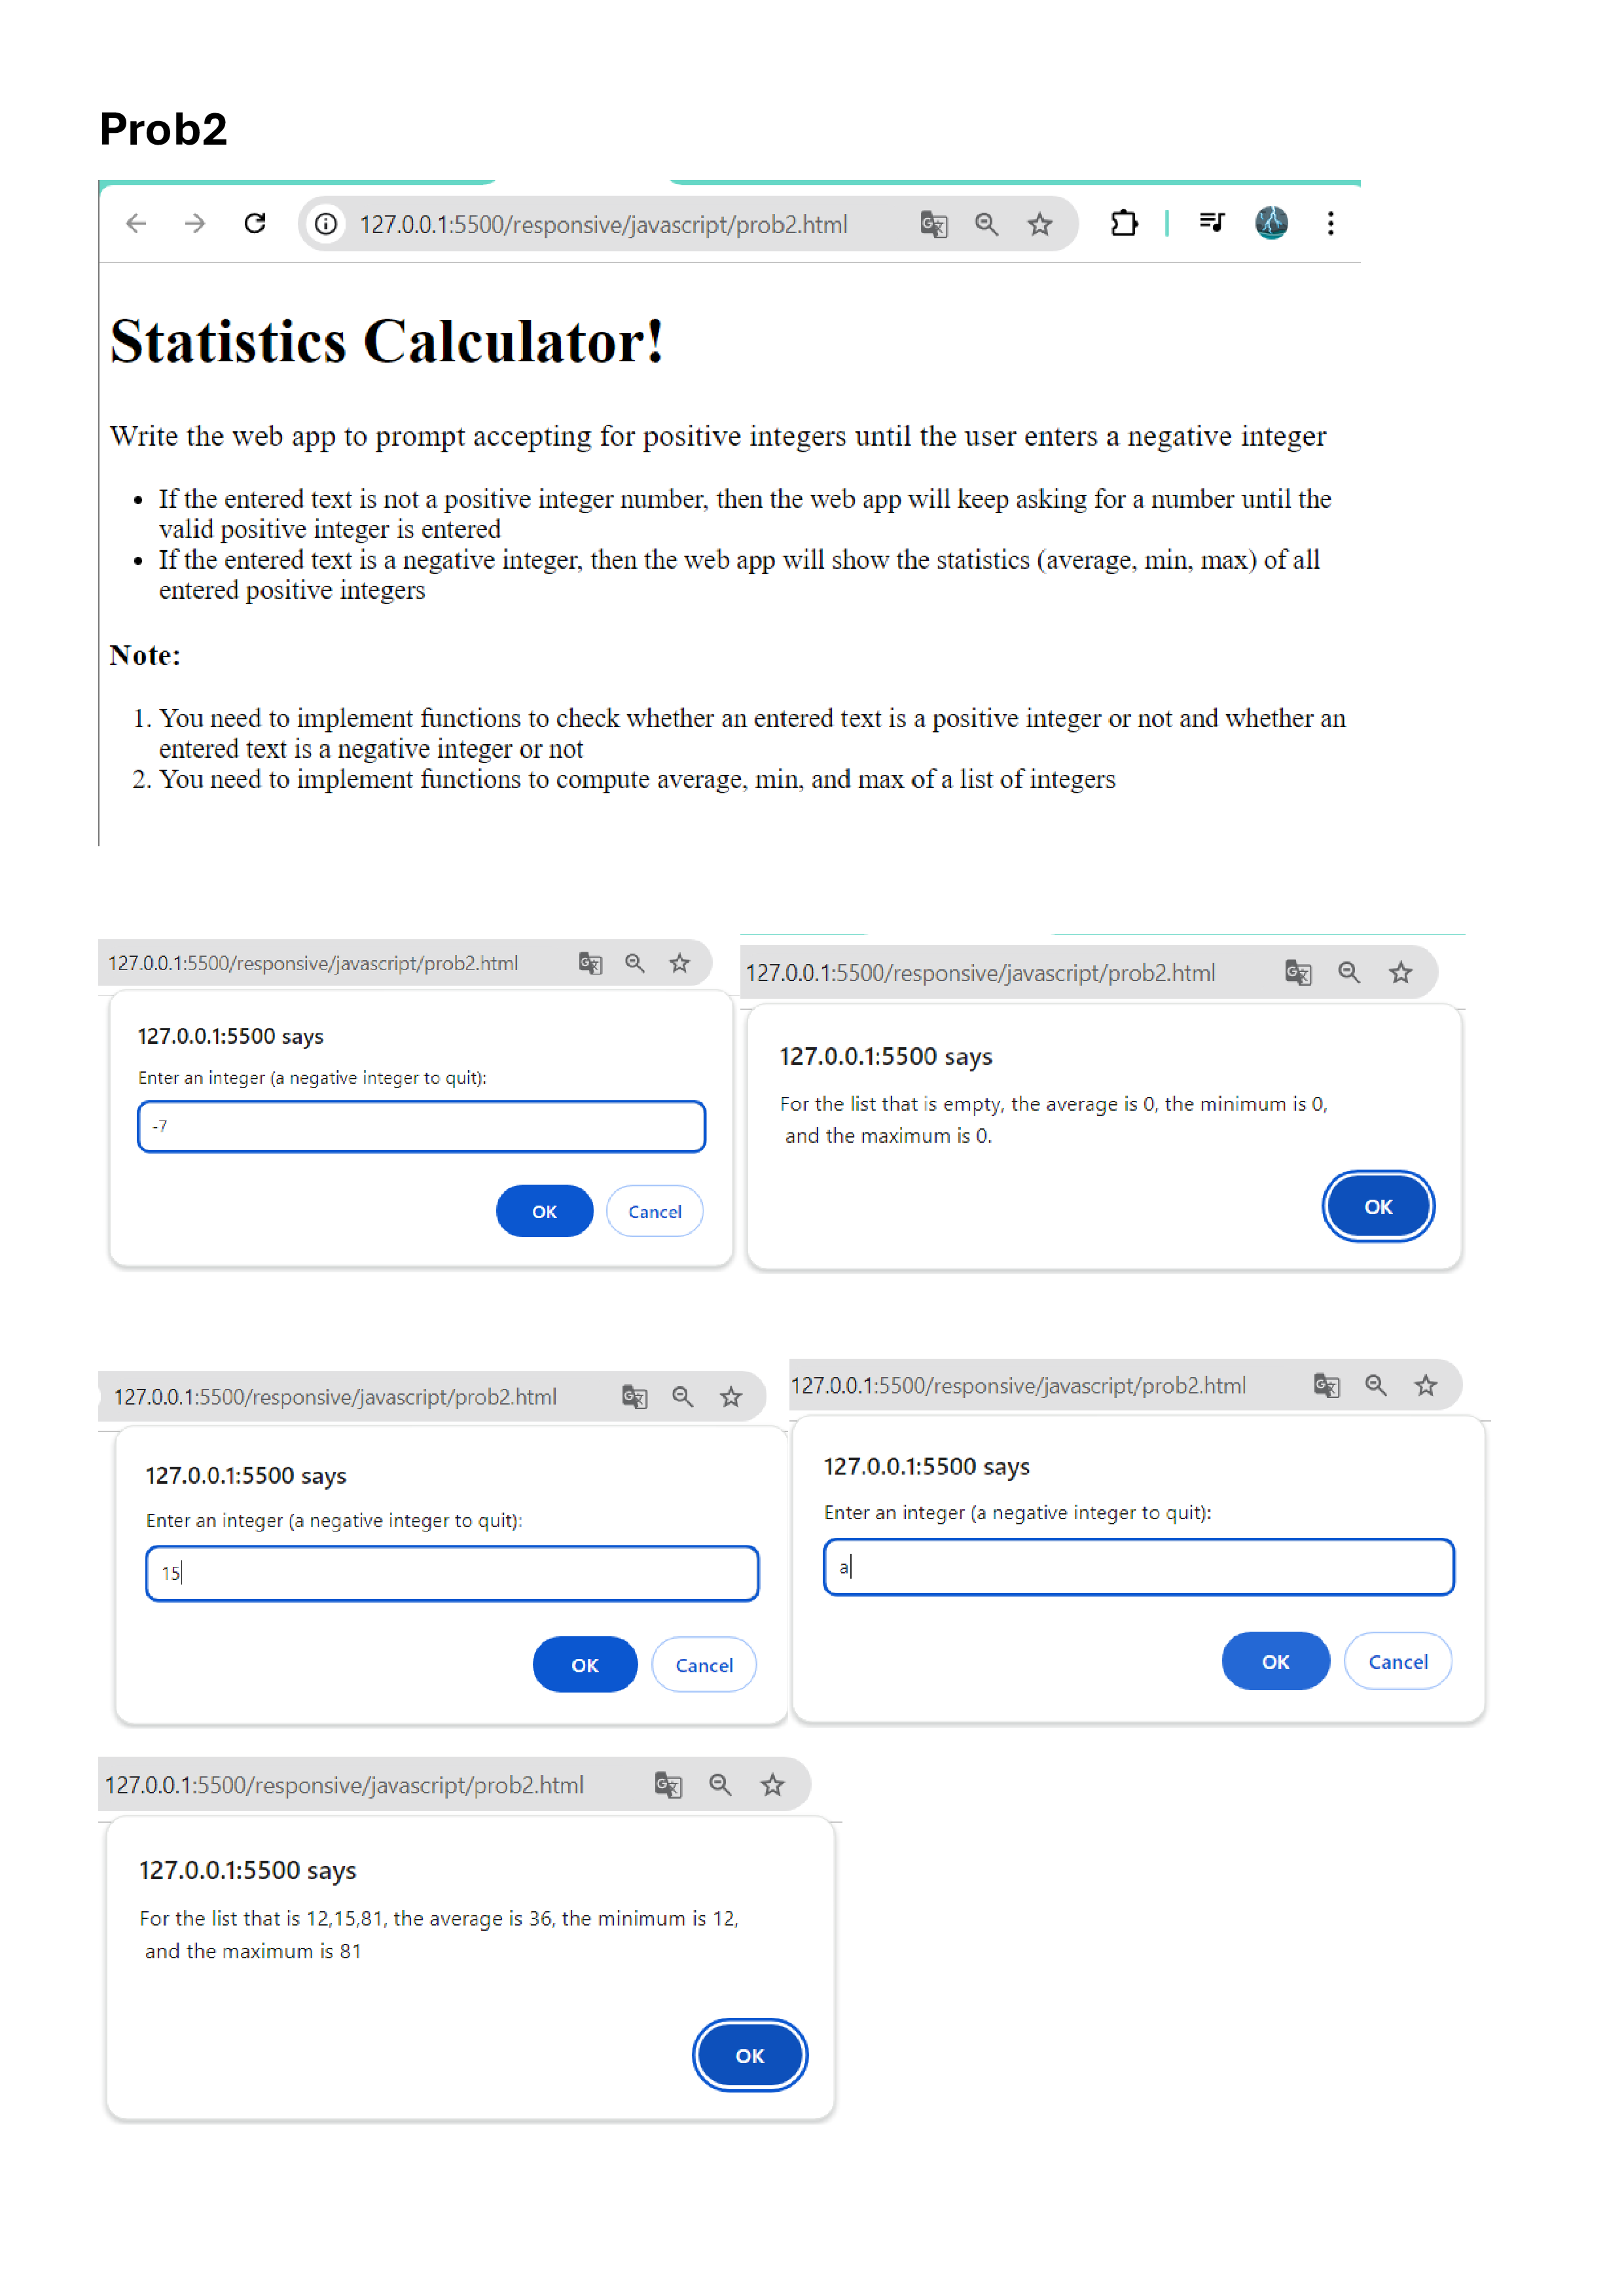 Prob2
127.0.0.1:5500/responsive/javascript/prob2.html
Statistics Calculator!
Write the web app to prompt accepting for positive integers until the user enters a negative integer
• If the entered text is not a positive integer number, then the web app will keep asking for a number until the
valid positive integer is entered
• If the entered text is a negative integer, then the web app will show the statistics (average, min, max) of all
entered positive integers
Note:
1. You need to implement functions to check whether an entered text is a positive integer or not and whether an
entered text is a negative integer or not
2. You need to implement functions to compute average, min, and max of a list of integers
127.0.0.1:5500/responsive/javascript/prob2.html
127.0.0.1:5500 says
Enter an integer (a negative integer to quit):
-7
OK
Cancel
127.0.0.1:5500/responsive/javascript/prob2.html
127.0.0.1:5500 says
For the list that is empty, the average is 0, the minimum is 0,
and the maximum is 0.
OK
127.0.0.1:5500/responsive/javascript/prob2.html
127.0.0.1:5500 says
Enter an integer (a negative integer to quit):
15
OK
Cancel
127.0.0.1:5500/responsive/javascript/prob2.html
127.0.0.1:5500 says
Enter an integer (a negative integer to quit):
a
OK
Cancel
127.0.0.1:5500/responsive/javascript/prob2.html
127.0.0.1:5500 says
For the list that is 12,15,81, the average is 36, the minimum is 12,
and the maximum is 81
OK